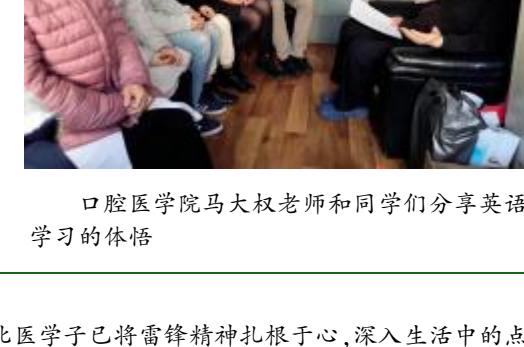 口腔医学院马大权老师和同学们分享英语
学习的体悟
北医学子已将雷锋精神扎根于心,深入生活中的点